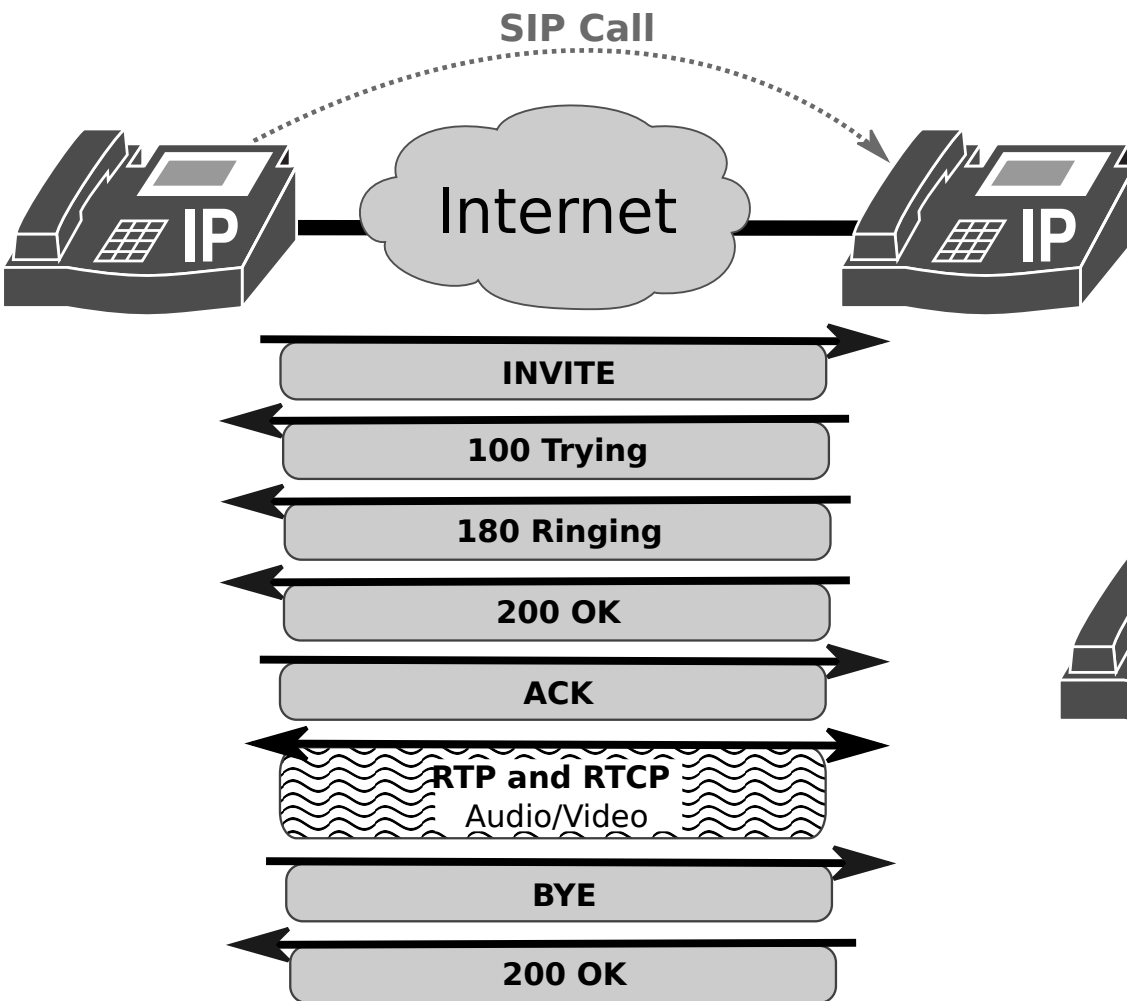 SIP Call
Internet
IP
IP
INVITE
100 Trying
180 Ringing
200 OK
ACK
RTP and RTCP
Audio/Video
BYE
200 OK